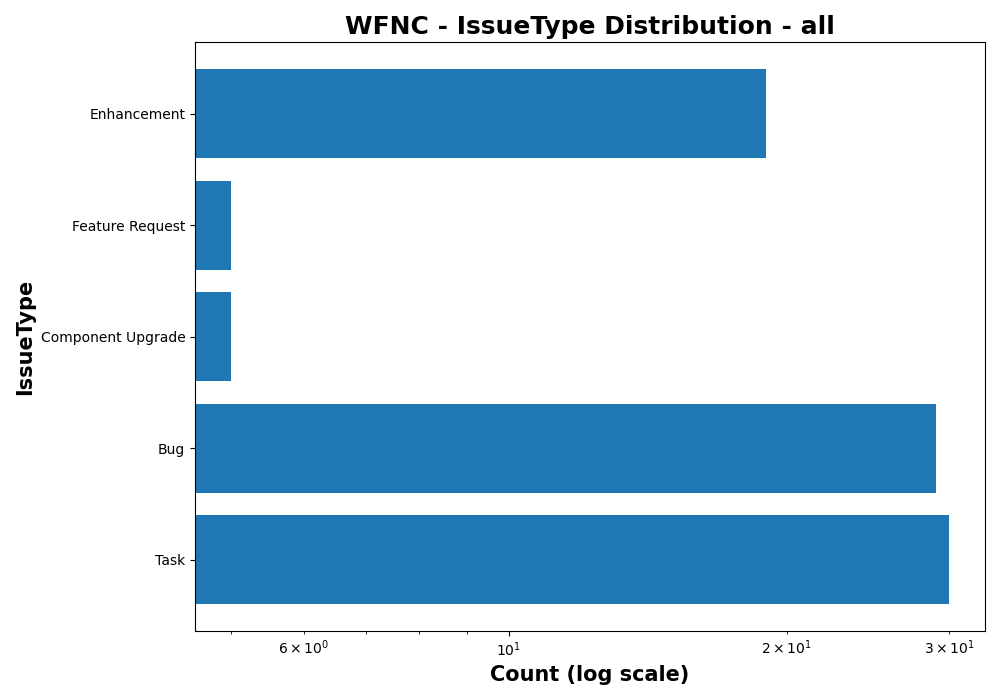 WFNC - IssueType Distribution - all
Enhancement
Feature Request
Component Upgrade
Bug
Task
IssueType
6 × 10⁰
10¹
2 × 10¹
3 × 10¹
Count (log scale)